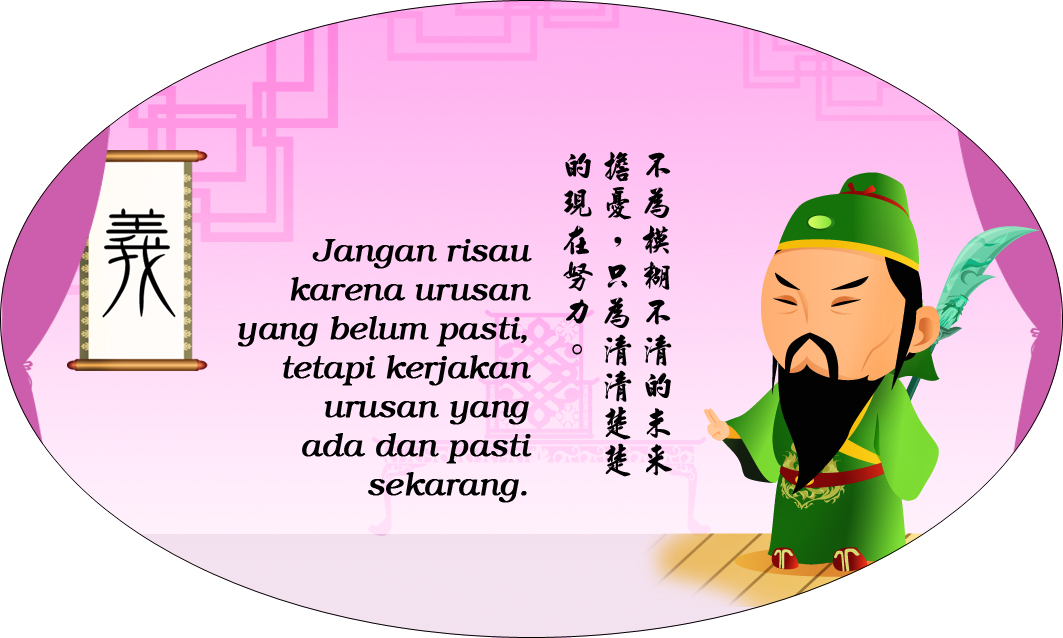 義
Jangan risau
karena urusan
yang belum pasti,
tetapi kerjakan
urusan yang
ada dan pasti
sekarang.
不為模糊不清的未来
擔憂，只為清清楚楚
的現在努力。